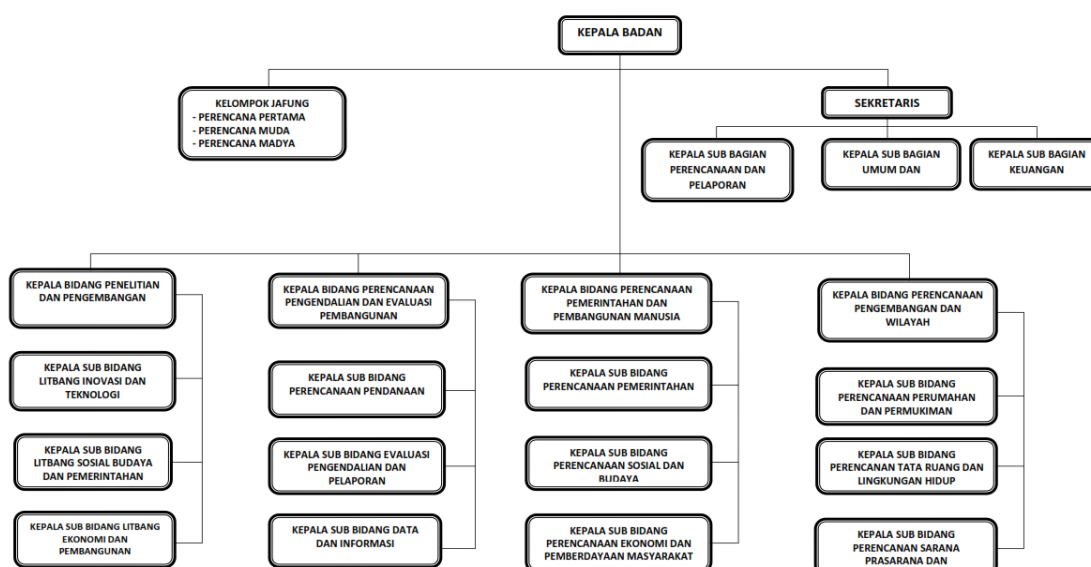 KEPALA BADAN
KELOMPOK JAFUNG
- PERENCANA PERTAMA
- PERENCANA MUDA
- PERENCANA MADYA
SEKRETARIS
KEPALA SUB BAGIAN
PERENCANAAN DAN
PELAPORAN
KEPALA SUB BAGIAN
UMUM DAN
KEPALA SUB BAGIAN
KEUANGAN
KEPALA BIDANG PENELITIAN
DAN PENGEMBANGAN
KEPALA SUB BIDANG
LITBANG INOVASI DAN
TEKNOLOGI
KEPALA SUB BIDANG
LITBANG SOSIAL BUDAYA
DAN PEMERINTAHAN
KEPALA SUB BIDANG LITBANG
EKONOMI DAN
PEMBANGUNAN
KEPALA BIDANG PERENCANAAN
PENGENDALIAN DAN EVALUASI
PEMBANGUNAN
KEPALA SUB BIDANG
PERENCANAAN PENDANAAN
KEPALA SUB BIDANG EVALUASI
PENGENDALIAN DAN
PELAPORAN
KEPALA SUB BIDANG DATA
DAN INFORMASI
KEPALA BIDANG PERENCANAAN
PEMERINTAHAN DAN
PEMBANGUNAN MANUSIA
KEPALA SUB BIDANG
PERENCANAAN PEMERINTAHAN
KEPALA SUB BIDANG
PERENCANAAN SOSIAL DAN
BUDAYA
KEPALA SUB BIDANG
PERENCANAAN EKONOMI DAN
PEMBERDAYAAN MASYARAKAT
KEPALA BIDANG PERENCANAAN
PENGEMBANGAN DAN
WILAYAH
KEPALA SUB BIDANG
PERENCANAAN PERUMAHAN
DAN PERMUKIMAN
KEPALA SUB BIDANG
PERENCANAN TATA RUANG DAN
LINGKUNGAN HIDUP
KEPALA SUB BIDANG
PERENCANAN SARANA
PRASARANA DAN